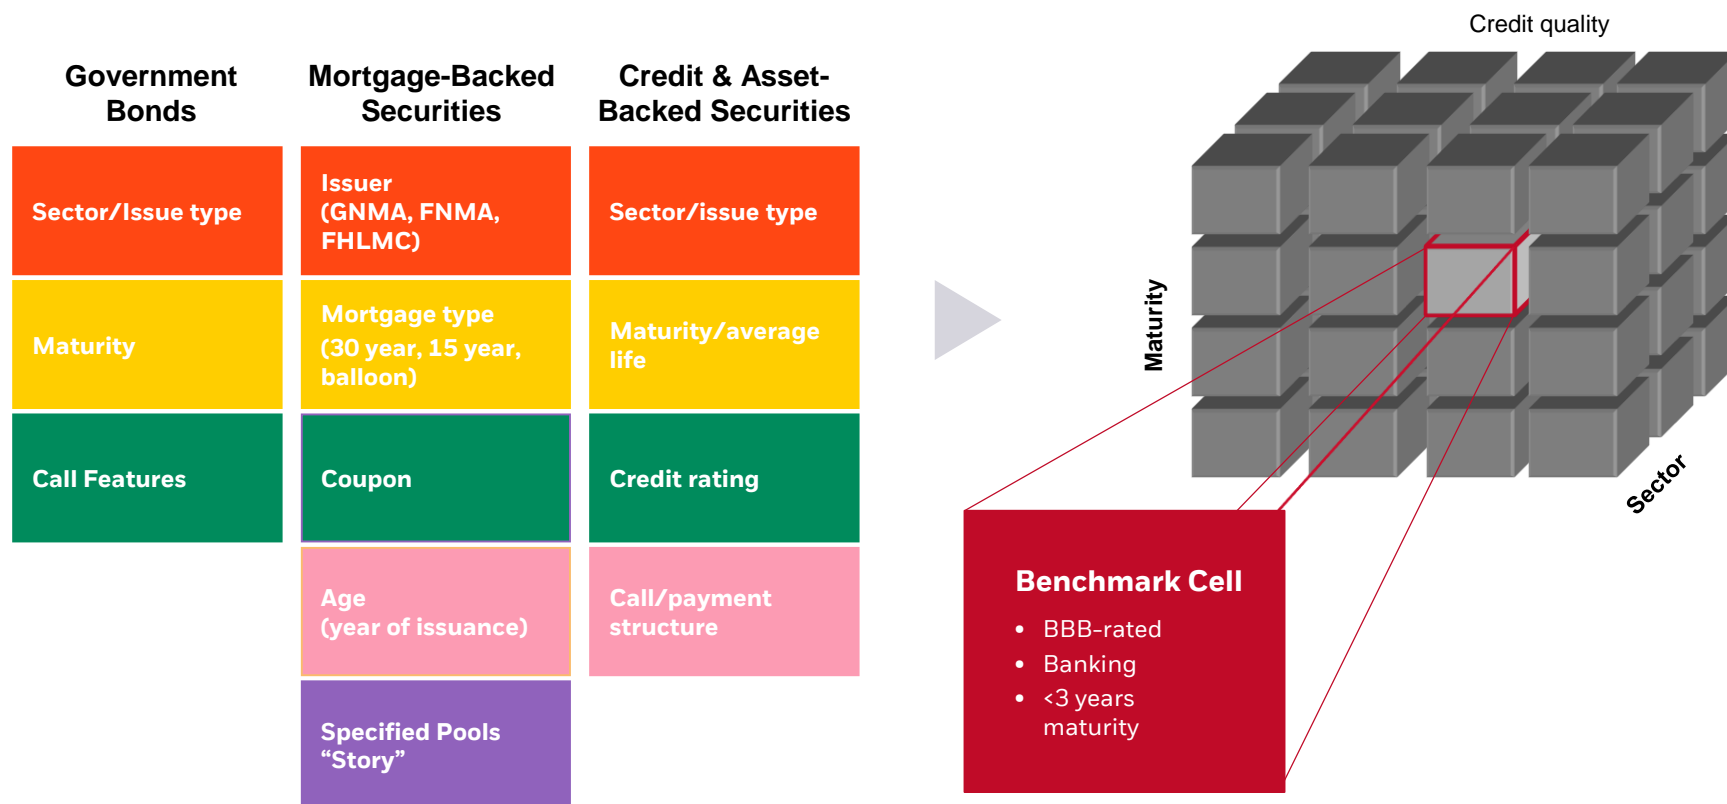 Government
Bonds
Sector/Issue type
Maturity
Call Features
Mortgage-Backed
Securities
Issuer
(GNMA, FNMA,
FHLMC)
Mortgage type
(30 year, 15 year,
balloon)
Coupon
Age
(year of issuance)
Specified Pools
“Story”
Credit & Asset-
Backed Securities
Sector/issue type
Maturity/average
life
Credit rating
Call/payment
structure
Credit quality
Maturity
Sector
Benchmark Cell
• BBB-rated
• Banking
• <3 years
maturity